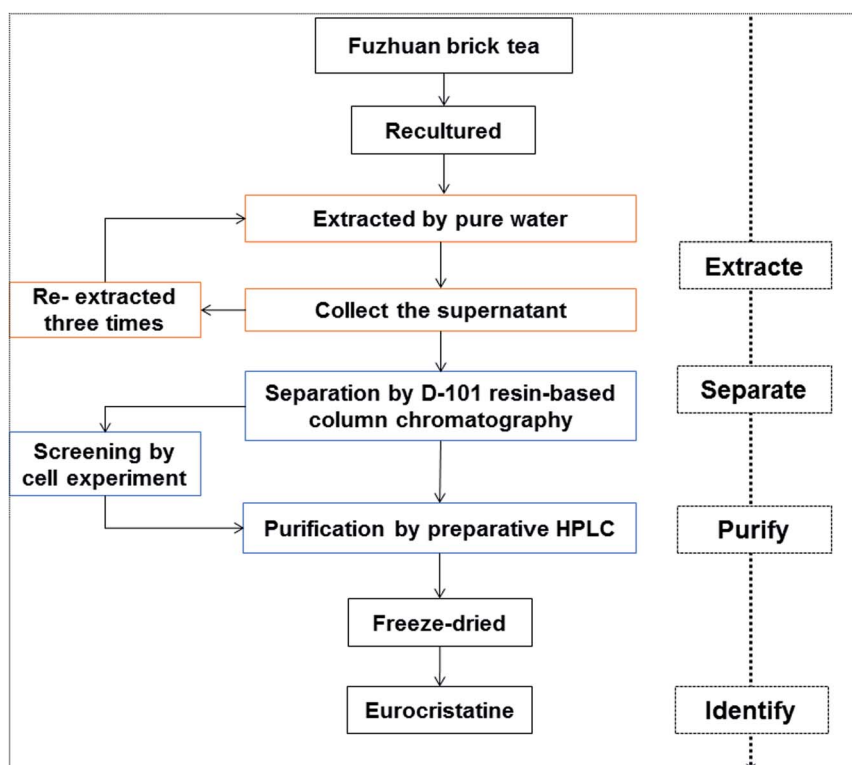 Fuzhuan brick tea
Recultured
Extracted by pure water
Extracte
Re- extracted
three times
Collect the supernatant
Separation by D-101 resin-based
column chromatography
Separate
Screening by
cell experiment
Purification by preparative HPLC
Purify
Freeze-dried
Eurocristatine
Identify